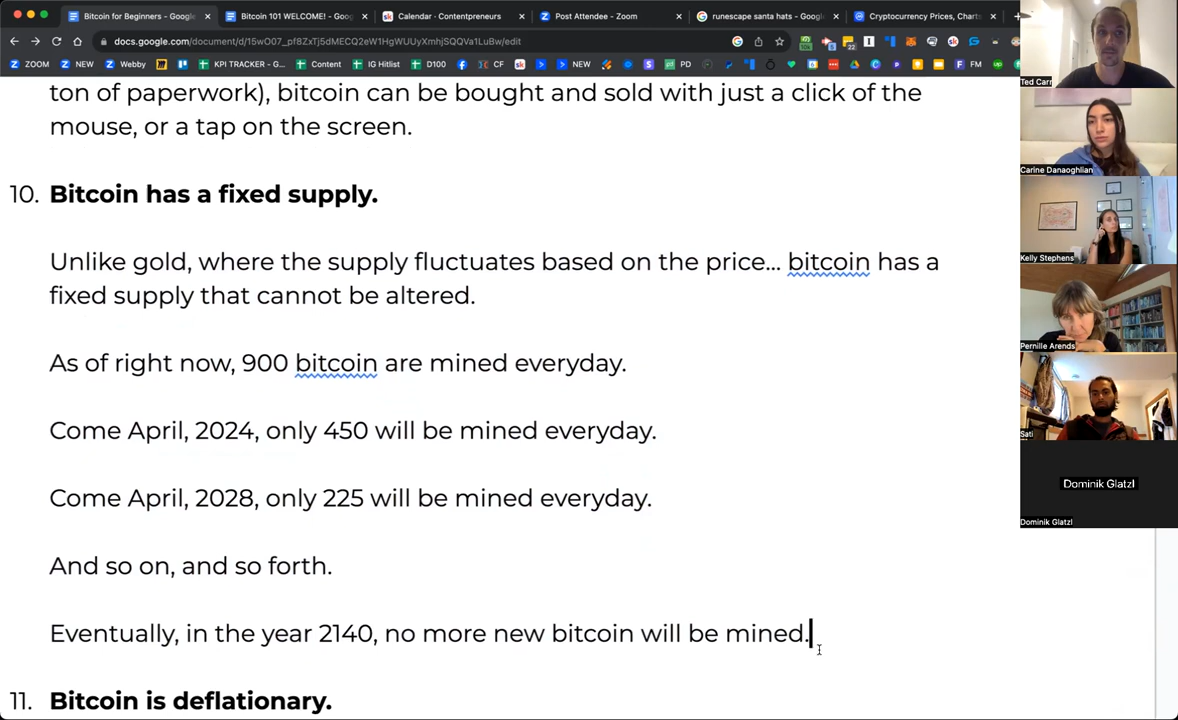 Bitcoin for Beginners - Google
Bitcoin 101 WELCOME! - Goog
Calendar · Contentpreneurs
Post Attendee - Zoom
runescape santa hats - Google
Cryptocurrency Prices, Charts
docs.google.com/document/d/15wO07_pf8ZxTj5dMECQ2eW1HgWUUyXmhjSQQVa1LuBw/edit
ZOOM
NEW
Webby
KPI TRACKER - G...
Content
IG Hitlist
D100
CF
NEW
PD
FM
ton of paperwork), bitcoin can be bought and sold with just a click of the
mouse, or a tap on the screen.
10. Bitcoin has a fixed supply.
Unlike gold, where the supply fluctuates based on the price... bitcoin has a
fixed supply that cannot be altered.
As of right now, 900 bitcoin are mined everyday.
Come April, 2024, only 450 will be mined everyday.
Come April, 2028, only 225 will be mined everyday.
And so on, and so forth.
Eventually, in the year 2140, no more new bitcoin will be mined.
11. Bitcoin is deflationary.
Ted Carr
Carine Danaoghlian
Kelly Stephens
Pernille Arends
Sati
Dominik Glatzl
Dominik Glatzl